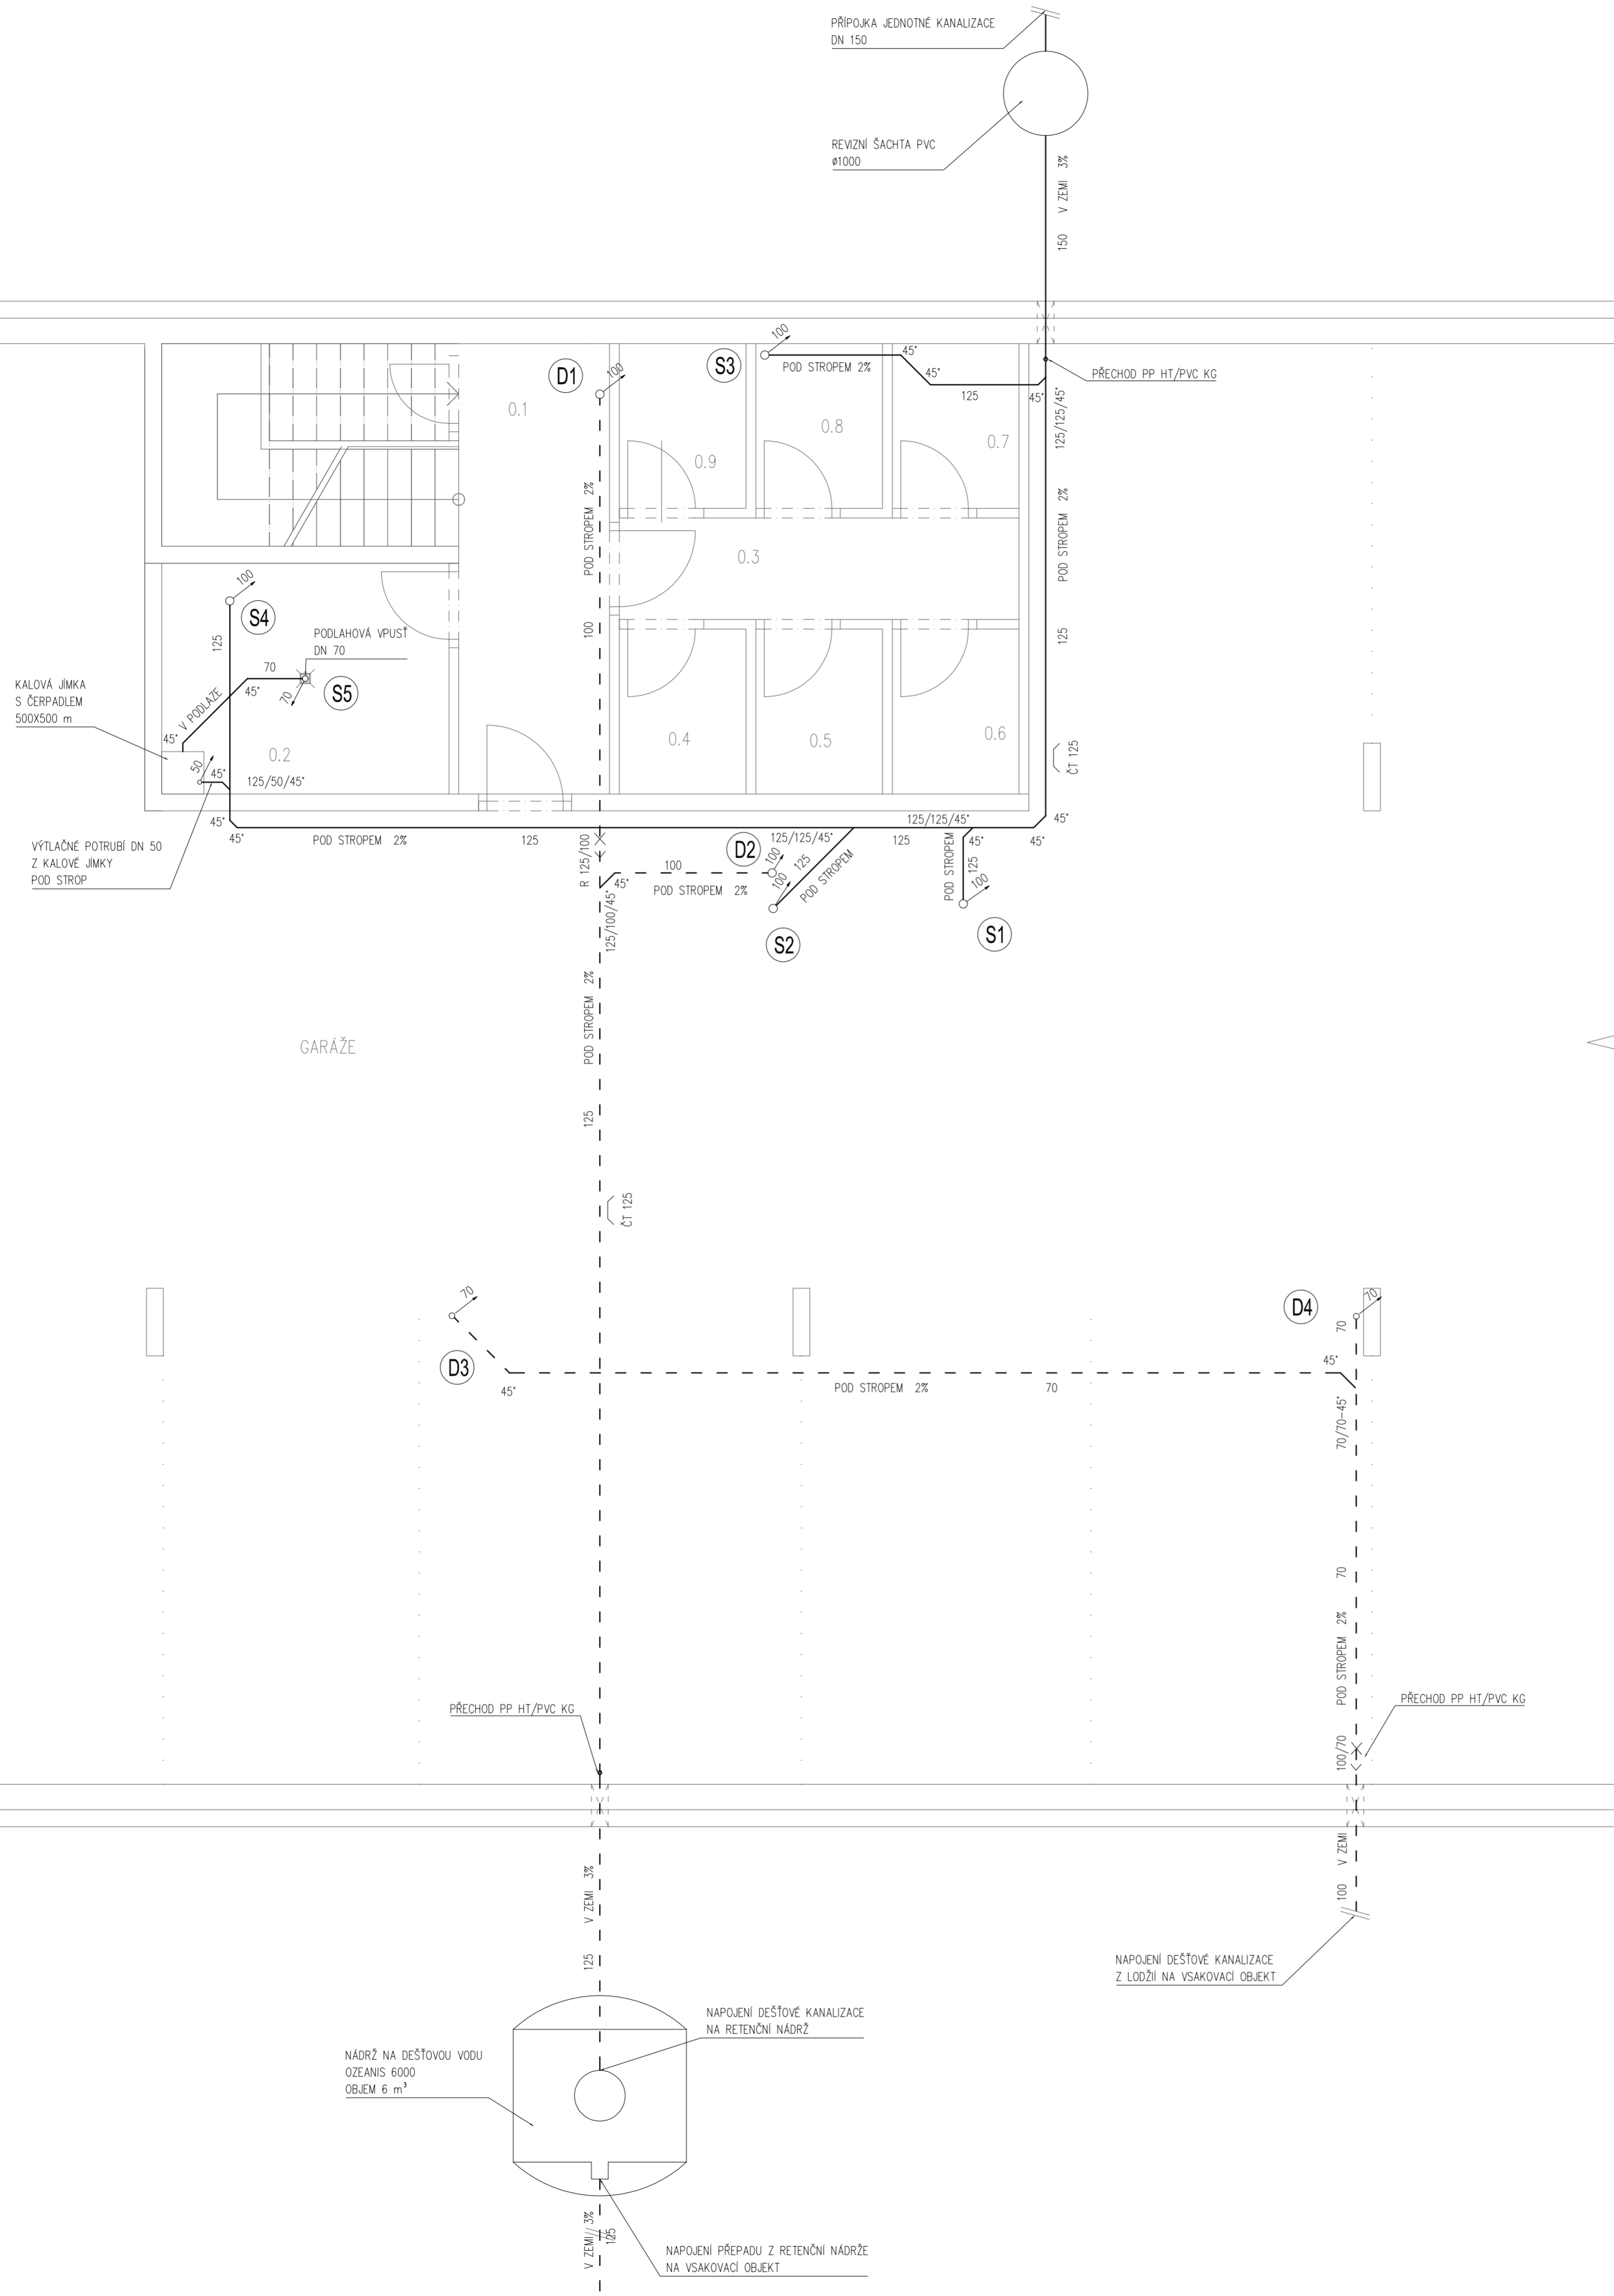 PŘÍPOJKA JEDNOTNÉ KANALIZACE
DN 150
REVIZNÍ ŠACHTA PVC
ø1000
150 V ZEMI 3%
PŘECHOD PP HT/PVC KG
100
S3
POD STROPEM 2%
45°
45°
125
45°
125/125/45°
D1
100
0.1
0.8
0.7
0.9
POD STROPEM 2%
100
0.3
POD STROPEM 2%
125
100
S4
125
PODLAHOVÁ VPUSŤ
DN 70
70
45°
70
S5
V PODLAZE
KALOVÁ JÍMKA
S ČERPADLEM
500X500 m
45°
0.2
0.4
0.5
0.6
ČT 125
50
45°
125/50/45°
45°
45°
POD STROPEM 2%
125
125/125/45°
125
125/125/45°
45°
45°
45°
VÝTLAČNÉ POTRUBÍ DN 50
Z KALOVÉ JÍMKY
POD STROP
R 125/100
45°
125/100/45°
100
POD STROPEM 2%
D2
100
100
125
POD STROPEM
S2
POD STROPEM
125
100
S1
POD STROPEM 2%
125
GARÁŽE
ČT 125
70
D3
45°
POD STROPEM 2%
70
D4
70
70
45°
70/70-45°
70
POD STROPEM 2%
100/70
PŘECHOD PP HT/PVC KG
PŘECHOD PP HT/PVC KG
V ZEMI 3%
125
100 V ZEMI
NAPOJENÍ DEŠŤOVÉ KANALIZACE
Z LODŽIÍ NA VSAKOVACÍ OBJEKT
NAPOJENÍ DEŠŤOVÉ KANALIZACE
NA RETENČNÍ NÁDRŽ
NÁDRŽ NA DEŠŤOVOU VODU
OZEANIS 6000
OBJEM 6 m³
V ZEMI 3%
125
NAPOJENÍ PŘEPADU Z RETENČNÍ NÁDRŽE
NA VSAKOVACÍ OBJEKT